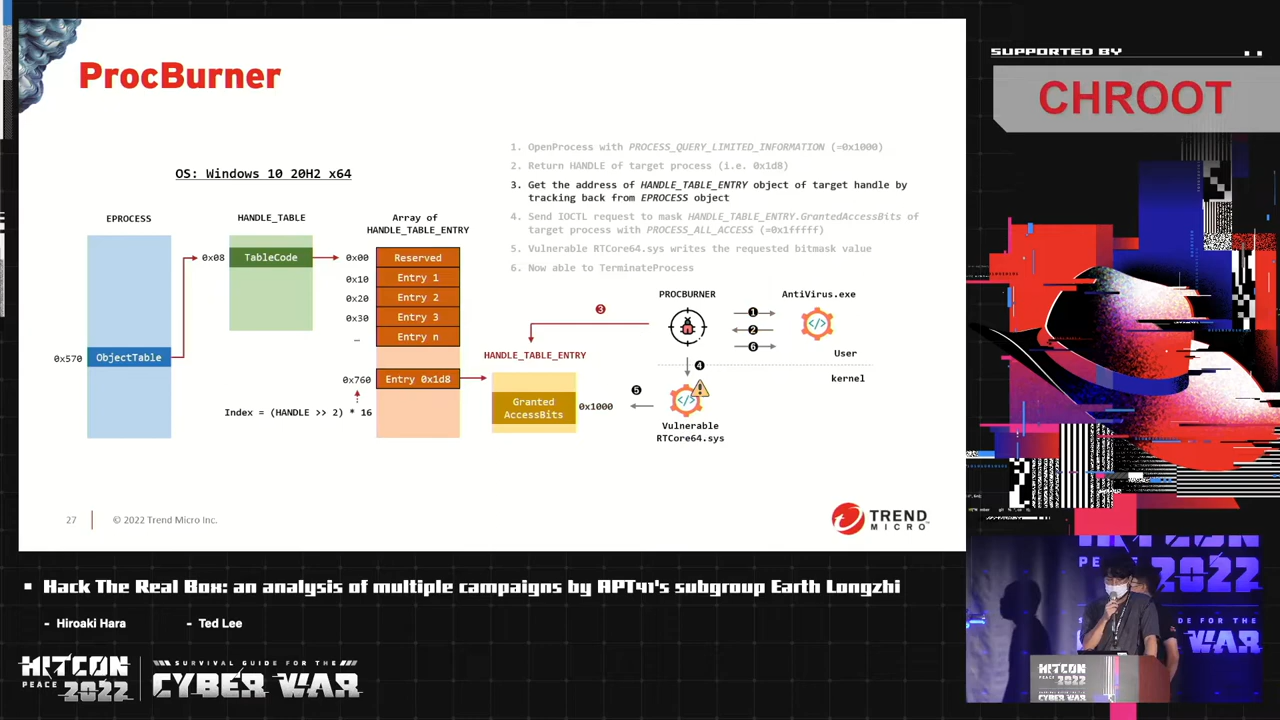 ProcBurner
OS: Windows 10 20H2 x64
1. OpenProcess with PROCESS_QUERY_LIMITED_INFORMATION (=0x1000)
2. Return HANDLE of target process (i.e. 0x1d8)
3. Get the address of HANDLE_TABLE_ENTRY object of target handle by
tracking back from EPROCESS object
4. Send IOCTL request to mask HANDLE_TABLE_ENTRY.GrantedAccessBits of
target process with PROCESS_ALL_ACCESS (=0x1fffff)
5. Vulnerable RTCore64.sys writes the requested bitmask value
6. Now able to TerminateProcess
EPROCESS
0x570
ObjectTable
HANDLE_TABLE
0x08
TableCode
Array of
HANDLE_TABLE_ENTRY
0x00
Reserved
0x10
Entry 1
0x20
Entry 2
0x30
Entry 3
…
Entry n
0x760
Entry 0x1d8
Index = (HANDLE >> 2) * 16
HANDLE_TABLE_ENTRY
Granted
AccessBits
0x1000
3
PROCBURNER
AntiVirus.exe
1
2
6
User
4
kernel
5
Vulnerable
RTCore64.sys
27
© 2022 Trend Micro Inc.
TREND
MICRO
SUPPORTED BY
CHROOT
Hack The Real Box: an analysis of multiple campaigns by APT41's subgroup Earth Longzhi
- Hiroaki Hara
- Ted Lee
HITCON
PEACE 2022
SURVIVAL GUIDE FOR THE
CYBER WAR
PEACE
2022
FOR THE
WAR
HITCON
2022